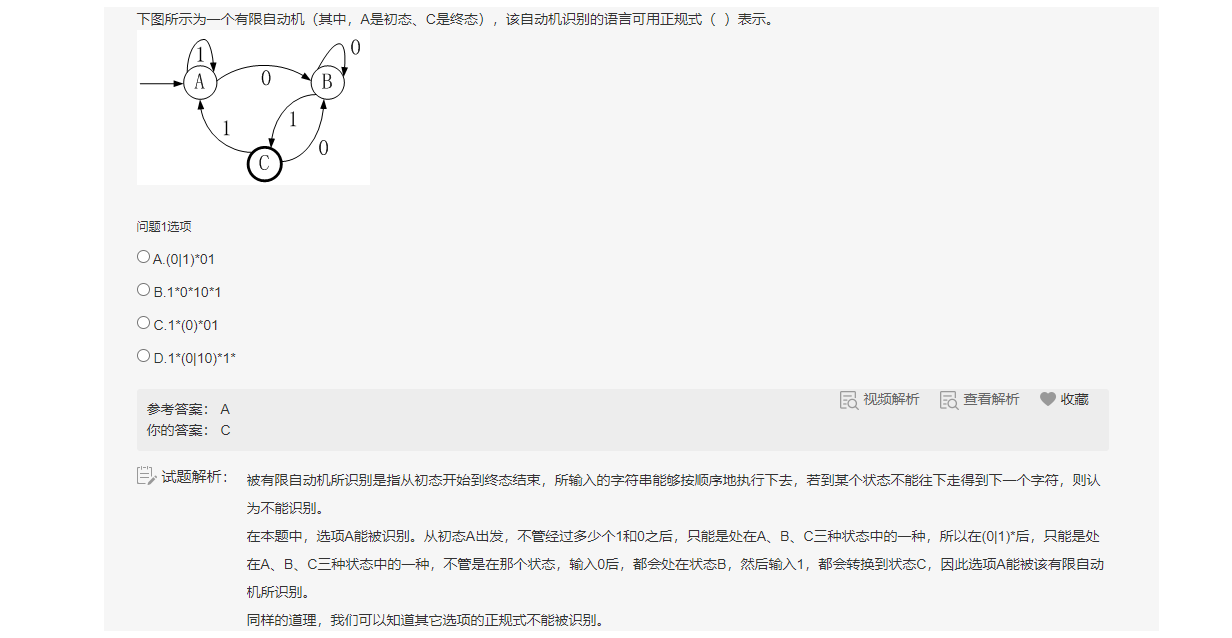 下图所示为一个有限自动机（其中，A是初态、C是终态），该自动机识别的语言可用正规式（ ）表示。
1
0
A
0
B
1
1
0
C
问题1选项
A.(0|1)*01
B.1*0*10*1
C.1*(0)*01
D.1*(0|10)*1*
视频解析 查看解析 收藏
参考答案： A
你的答案： C
试题解析： 被有限自动机所识别是指从初态开始到终态结束，所输入的字符串能够按顺序地执行下去，若到某个状态不能往下走得到下一个字符，则认
为不能识别。
在本题中，选项A能被识别。从初态A出发，不管经过多少个1和0之后，只能是处在A、B、C三种状态中的一种，所以在(0|1)*后，只能是处
在A、B、C三种状态中的一种，不管是在那个状态，输入0后，都会处在状态B，然后输入1，都会转换到状态C，因此选项A能被该有限自动
机所识别。
同样的道理，我们可以知道其它选项的正规式不能被识别。